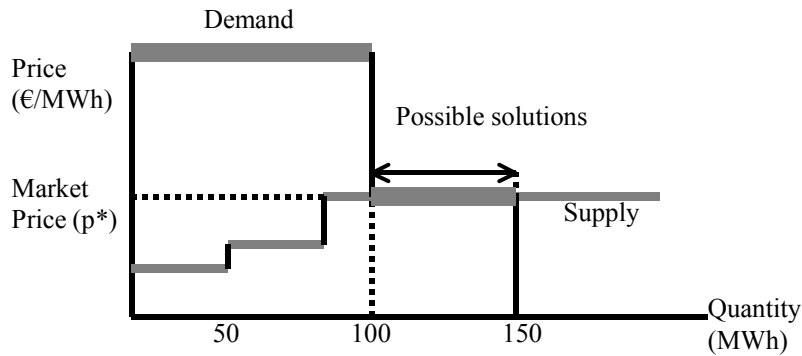 Demand
Price
(€/MWh)
Possible solutions
Market
Price (p*)
Supply
50
100
150
Quantity
(MWh)